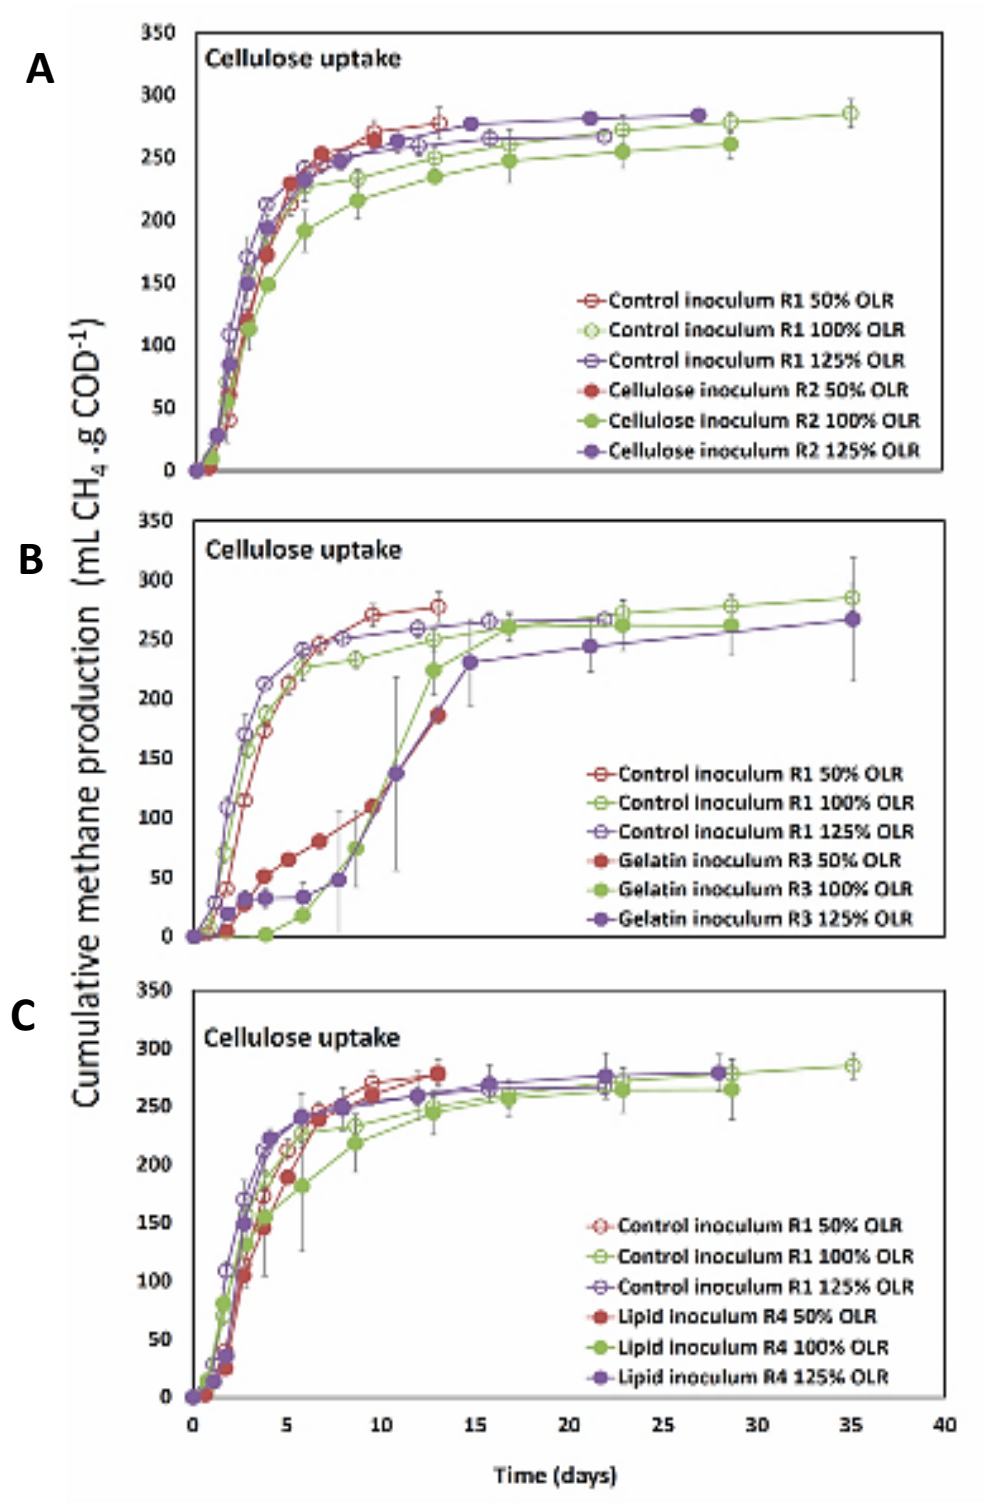 A
350
Cellulose uptake
300
250
200
150
100
50
0
Control inoculum R1 50% OLR
Control inoculum R1 100% OLR
Control inoculum R1 125% OLR
Cellulose inoculum R2 50% OLR
Cellulose Inoculum R2 100% OLR
Cellulose inoculum R2 125% OLR
Cumulative methane production (mL CH4 .g COD-1)
B
350
Cellulose uptake
300
250
200
150
100
50
0
Control inoculum R1 50% OLR
Control inoculum R1 100% OLR
Control inoculum R1 125% OLR
Gelatin inoculum R3 50% OLR
Gelatin inoculum R3 100% OLR
Gelatin inoculum R3 125% OLR
C
350
Cellulose uptake
300
250
200
150
100
50
0
Control inoculum R1 50% OLR
Control inoculum R1 100% OLR
Control inoculum R1 125% OLR
Lipid inoculum R4 50% OLR
Lipid inoculum R4 100% OLR
Lipid inoculum R4 125% OLR
0 5 10 15 20 25 30 35 40
Time (days)